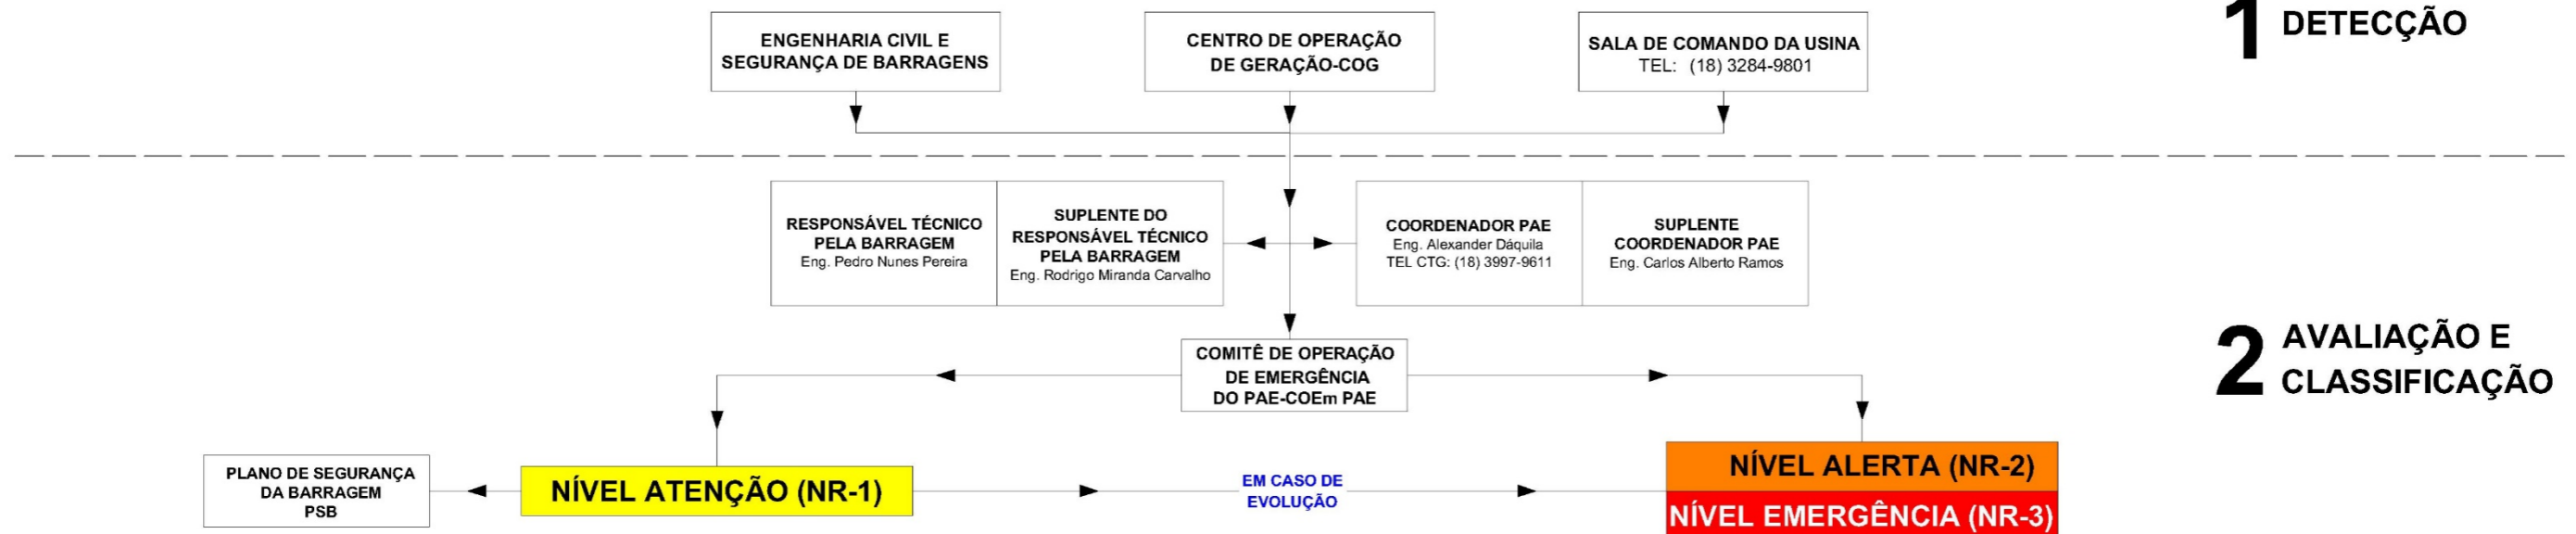 ENGENHARIA CIVIL E
SEGURANÇA DE BARRAGENS
CENTRO DE OPERAÇÃO
DE GERAÇÃO-COG
SALA DE COMANDO DA USINA
TEL: (18) 3284-9801
1 DETECÇÃO
RESPONSÁVEL TÉCNICO
PELA BARRAGEM
Eng. Pedro Nunes Pereira
SUPLENTE DO
RESPONSÁVEL TÉCNICO
PELA BARRAGEM
Eng. Rodrigo Miranda Carvalho
COORDENADOR PAE
Eng. Alexander Dáquila
TEL CTG: (18) 3997-9611
SUPLENTE
COORDENADOR PAE
Eng. Carlos Alberto Ramos
COMITÊ DE OPERAÇÃO
DE EMERGÊNCIA
DO PAE-COEm PAE
2 AVALIAÇÃO E
CLASSIFICAÇÃO
PLANO DE SEGURANÇA
DA BARRAGEM
PSB
NÍVEL ATENÇÃO (NR-1)
EM CASO DE
EVOLUÇÃO
NÍVEL ALERTA (NR-2)
NÍVEL EMERGÊNCIA (NR-3)